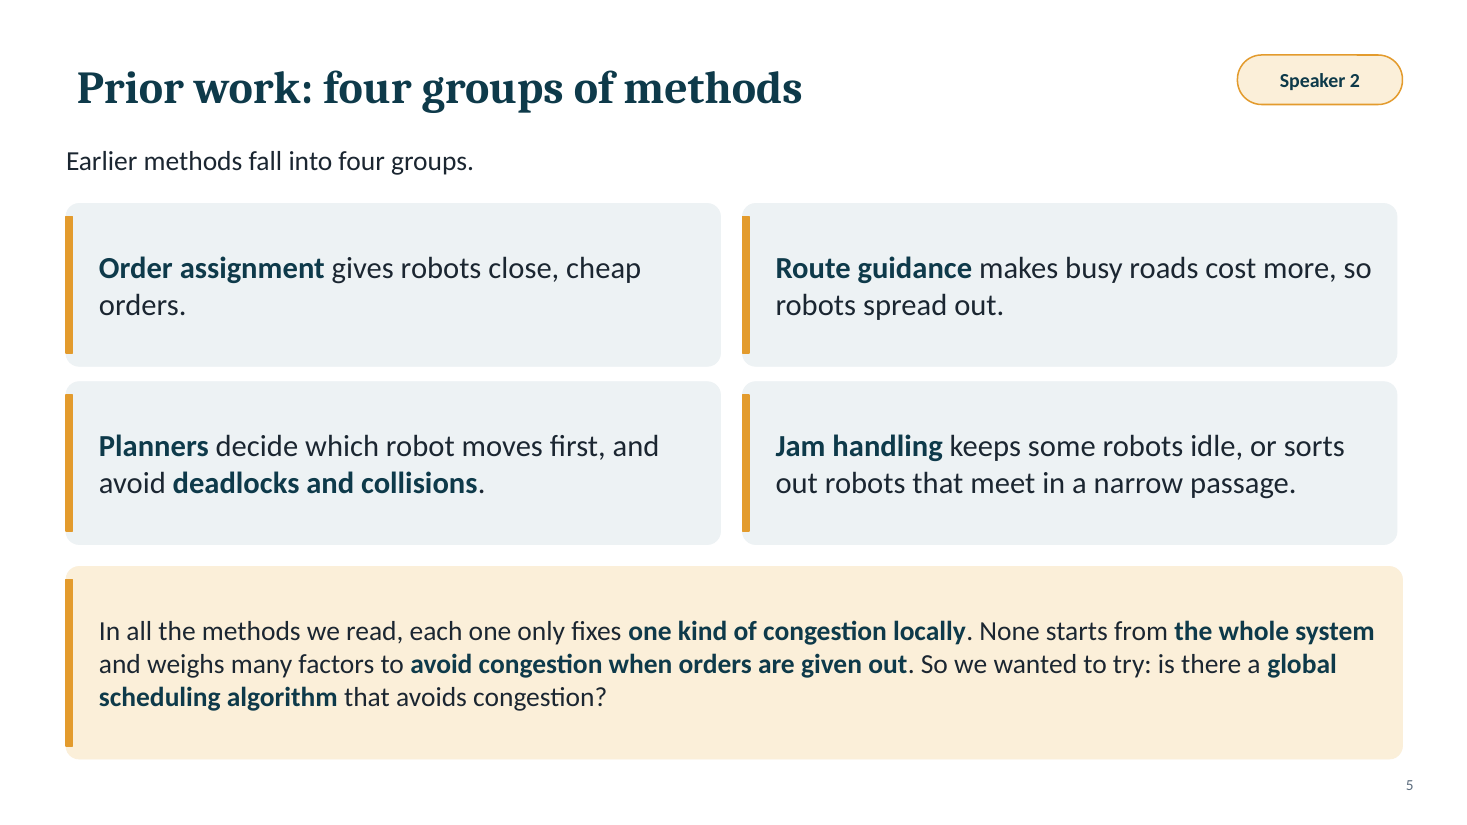 Prior work: four groups of methods
Speaker 2
Earlier methods fall into four groups.
Order assignment gives robots close, cheap
orders.
Route guidance makes busy roads cost more, so
robots spread out.
Planners decide which robot moves first, and
avoid deadlocks and collisions.
Jam handling keeps some robots idle, or sorts
out robots that meet in a narrow passage.
In all the methods we read, each one only fixes one kind of congestion locally. None starts from the whole system
and weighs many factors to avoid congestion when orders are given out. So we wanted to try: is there a global
scheduling algorithm that avoids congestion?
5